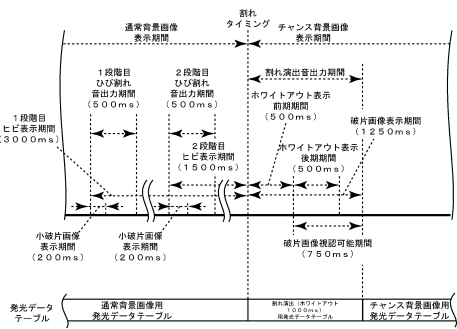 割れ
タイミング
通常背景画像
表示期間
チャンス背景画像
表示期間
割れ演出音出力期間
1段階目
ひび割れ
音出力期間
(500ms)
2段階目
ひび割れ
音出力期間
(500ms)
ホワイトアウト表示
前期期間
(500ms)
1段階目
ヒビ表示期間
(3000ms)
破片画像表示期間
(1250ms)
2段階目
ヒビ表示期間
(1500ms)
ホワイトアウト表示
後期期間
(500ms)
小破片画像
表示期間
(200ms)
小破片画像
表示期間
(200ms)
破片画像視認可能期間
(750ms)
発光データ
テーブル
通常背景画像用
発光データテーブル
割れ演出(ホワイトアウト
1000ms)
用発光データテーブル
チャンス背景画像用
発光データテーブル